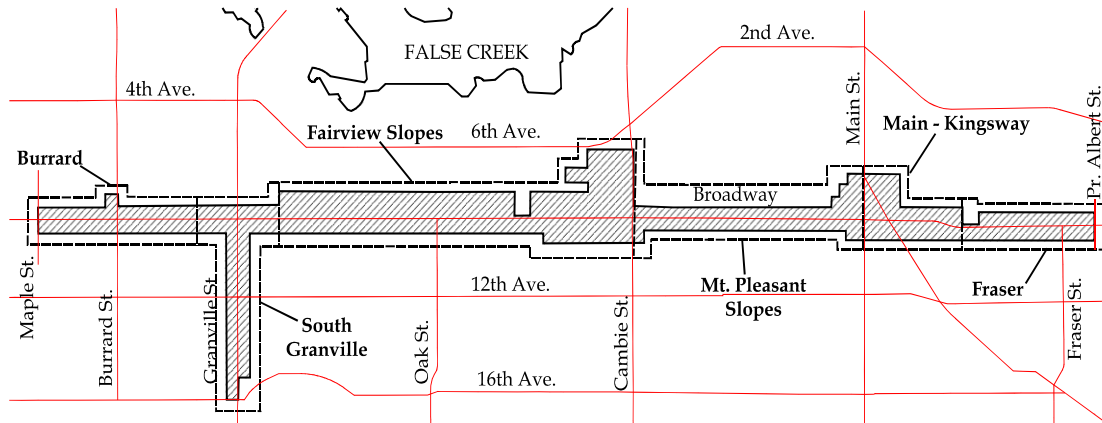 2nd Ave.
FALSE CREEK
4th Ave.
Fairview Slopes
6th Ave.
Main St.
Main - Kingsway
Pr. Albert St.
Burrard
Broadway
Maple St.
Burrard St.
Granville St.
South
Granville
Oak St.
12th Ave.
Cambie St.
Mt. Pleasant
Slopes
Fraser
Fraser St.
16th Ave.